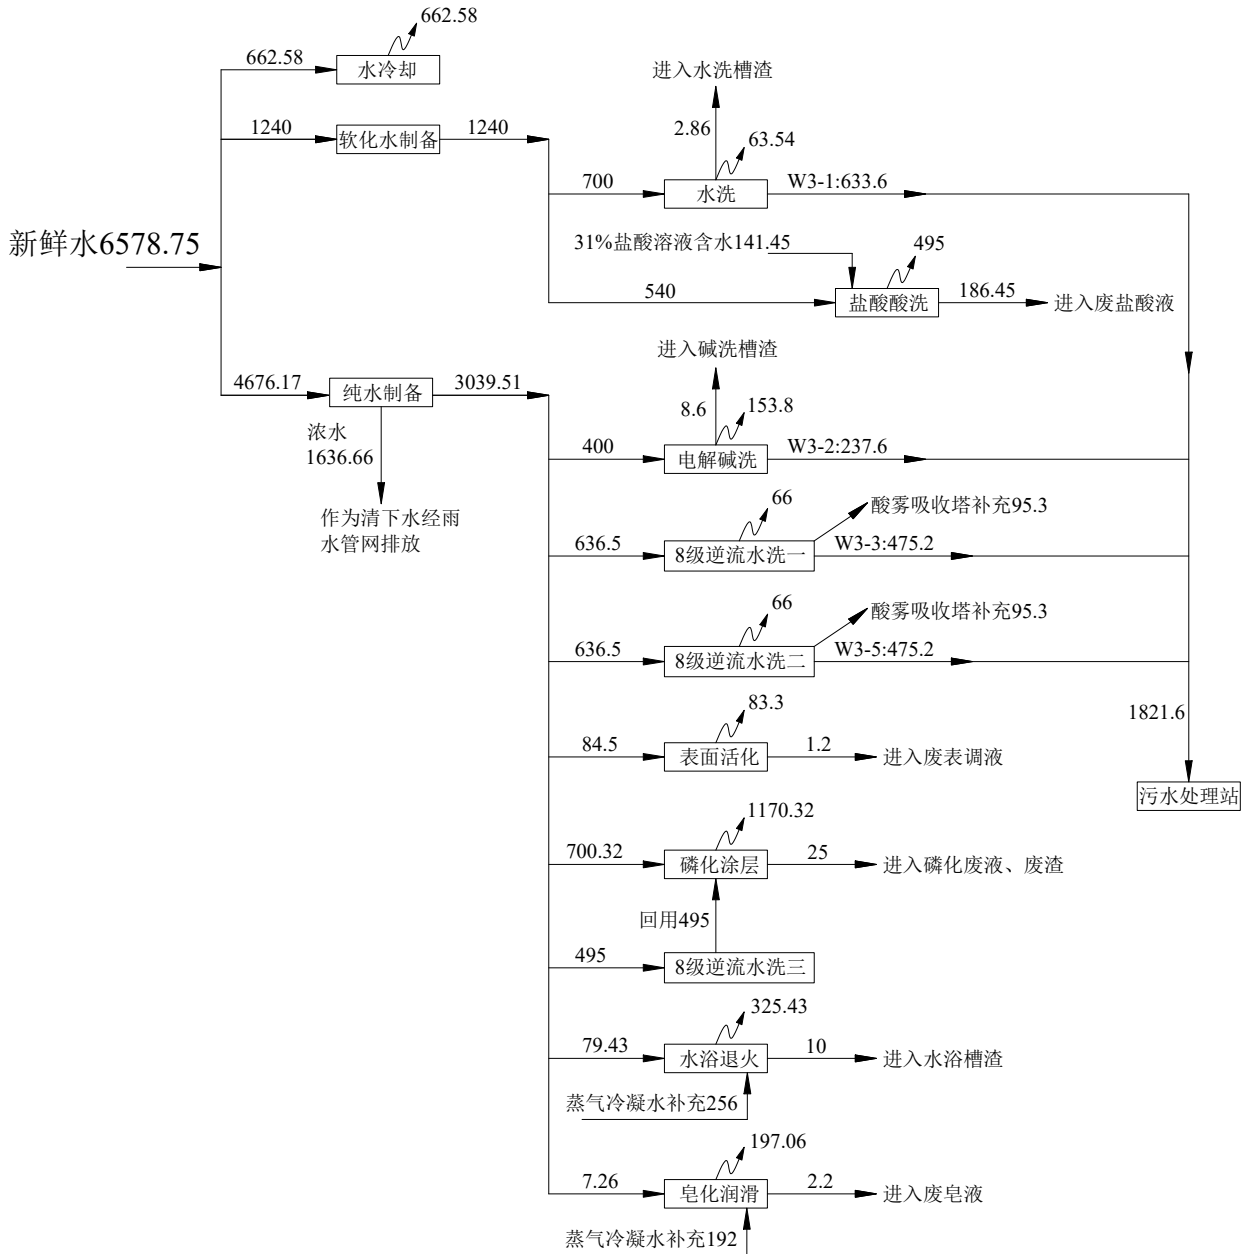 662.58
662.58
水冷却
进入水洗槽渣
1240
软化水制备
1240
2.86
63.54
700
水洗
W3-1:633.6
新鲜水6578.75
31%盐酸溶液含水141.45
495
540
盐酸酸洗
186.45
进入废盐酸液
进入碱洗槽渣
4676.17
纯水制备
3039.51
8.6
153.8
浓水
1636.66
400
电解碱洗
W3-2:237.6
作为清下水经雨
水管网排放
66
酸雾吸收塔补充95.3
636.5
8级逆流水洗一
W3-3:475.2
66
酸雾吸收塔补充95.3
636.5
8级逆流水洗二
W3-5:475.2
83.3
1821.6
84.5
表面活化
1.2
进入废表调液
污水处理站
1170.32
700.32
磷化涂层
25
进入磷化废液、废渣
回用495
495
8级逆流水洗三
325.43
79.43
水浴退火
10
进入水浴槽渣
蒸气冷凝水补充256
197.06
7.26
皂化润滑
2.2
进入废皂液
蒸气冷凝水补充192